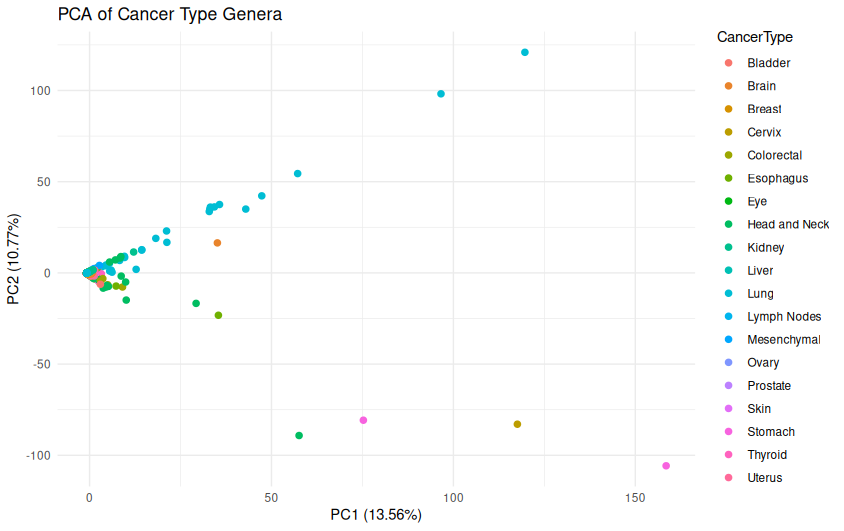 PCA of Cancer Type Genera
CancerType
Bladder
Brain
Breast
Cervix
Colorectal
Esophagus
Eye
Head and Neck
Kidney
Liver
Lung
Lymph Nodes
Mesenchymal
Ovary
Prostate
Skin
Stomach
Thyroid
Uterus
PC2 (10.77%)
100
50
0
-50
-100
0
50
100
150
PC1 (13.56%)